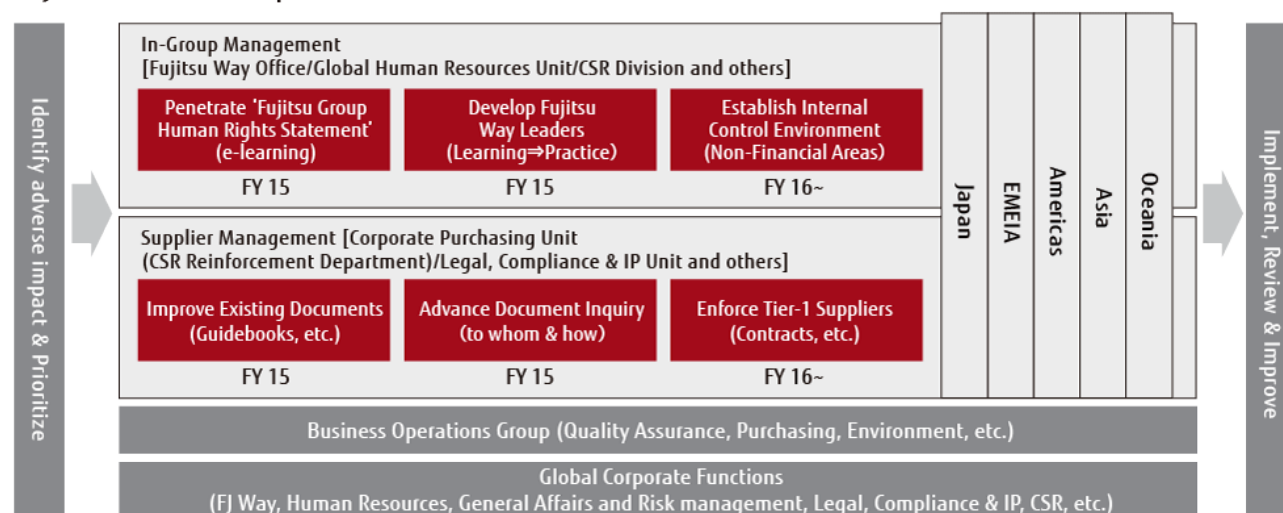 Identify adverse impact & Prioritize
In-Group Management
[Fujitsu Way Office/Global Human Resources Unit/CSR Division and others]
Penetrate ‘Fujitsu Group
Human Rights Statement’
(e-learning)
FY 15
Develop Fujitsu
Way Leaders
(Learning⇒Practice)
FY 15
Establish Internal
Control Environment
(Non-Financial Areas)
FY 16~
Supplier Management [Corporate Purchasing Unit
(CSR Reinforcement Department)/Legal, Compliance & IP Unit and others]
Improve Existing Documents
(Guidebooks, etc.)
FY 15
Advance Document Inquiry
(to whom & how)
FY 15
Enforce Tier-1 Suppliers
(Contracts, etc.)
FY 16~
Japan
EMEIA
Americas
Asia
Oceania
Business Operations Group (Quality Assurance, Purchasing, Environment, etc.)
Global Corporate Functions
(FJ Way, Human Resources, General Affairs and Risk management, Legal, Compliance & IP, CSR, etc.)
Implement, Review & Improve